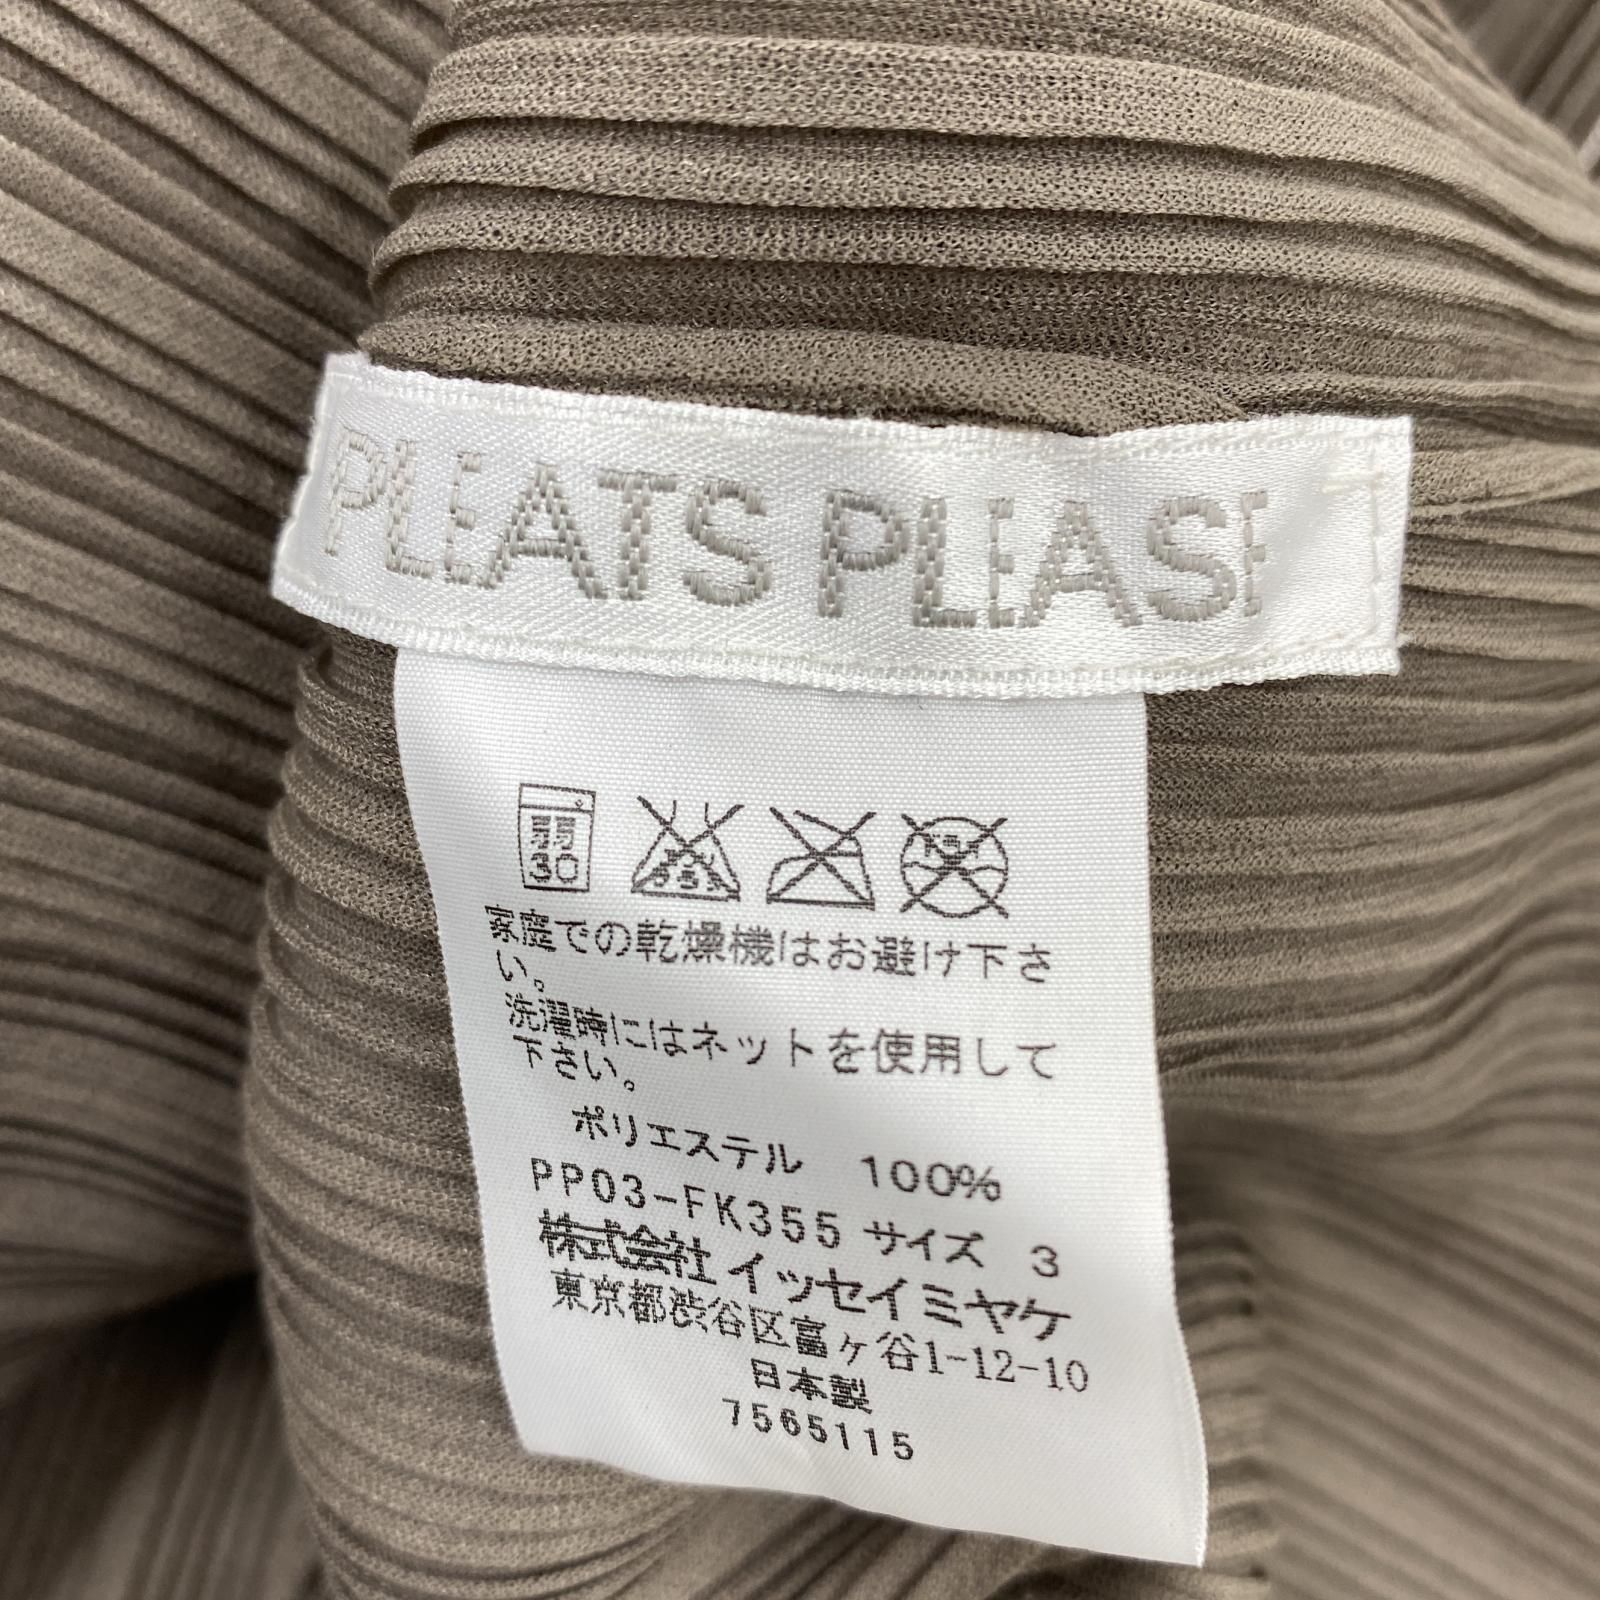 PLEATS PLEASE
弱
30
家庭での乾燥機はお避け下さ
い。
洗濯時にはネットを使用して
下さい。
ポリエステル 100%
PP03-FK355 サイズ 3
株式会社 イッセイミヤケ
東京都渋谷区富ヶ谷1-12-10
日本製
7565115